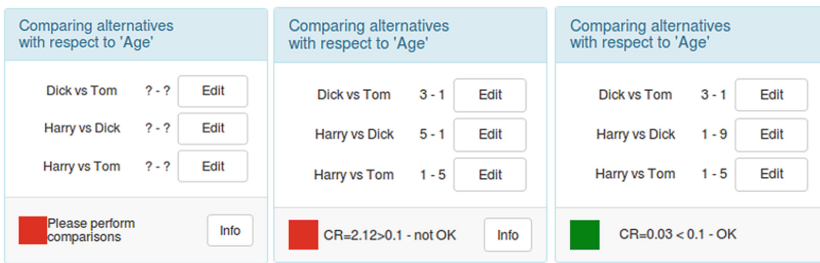 Comparing alternatives
with respect to 'Age'
Dick vs Tom ? - ? Edit
Harry vs Dick ? - ? Edit
Harry vs Tom ? - ? Edit
Please perform
comparisons
Info
Comparing alternatives
with respect to 'Age'
Dick vs Tom 3 - 1 Edit
Harry vs Dick 5 - 1 Edit
Harry vs Tom 1 - 5 Edit
CR=2.12>0.1 - not OK Info
Comparing alternatives
with respect to 'Age'
Dick vs Tom 3 - 1 Edit
Harry vs Dick 1 - 9 Edit
Harry vs Tom 1 - 5 Edit
CR=0.03 < 0.1 - OK